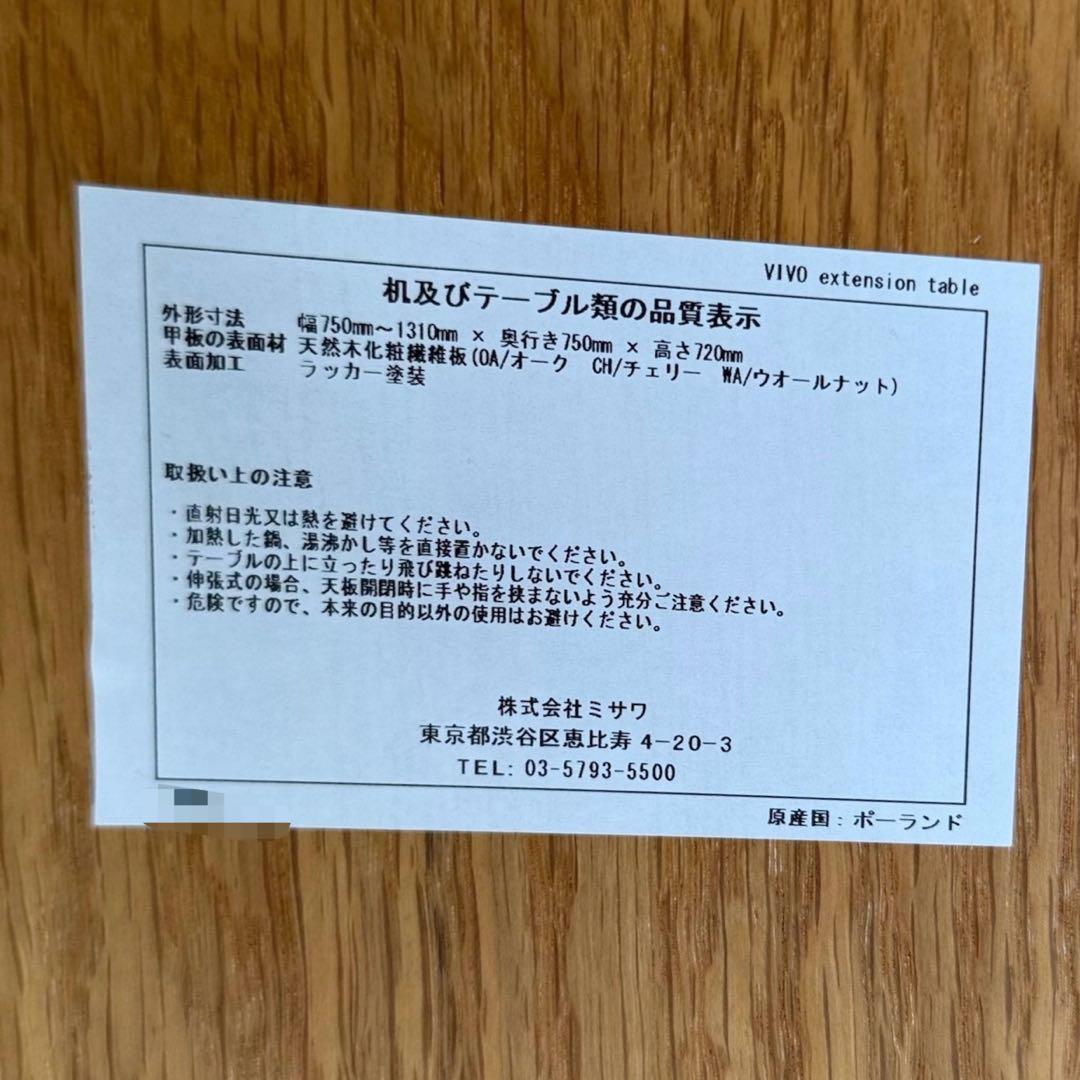 VIVO extension table
机及びテーブル類の品質表示
外形寸法 幅750mm～1310mm × 奥行き750mm × 高さ720mm
甲板の表面材 天然木化粧繊維板(OA/オーク CH/チェリー WA/ウオールナット)
表面加工 ラッカー塗装
取扱い上の注意
・直射日光又は熱を避けてください。
・加熱した鍋、湯沸かし等を直接置かないでください。
・テーブルの上に立ったり飛び跳ねたりしないでください。
・伸張式の場合、天板開閉時に手や指を挟まないよう充分ご注意ください。
・危険ですので、本来の目的以外の使用はお避けください。
株式会社ミサワ
東京都渋谷区恵比寿 4-20-3
TEL: 03-5793-5500
原産国: ポーランド